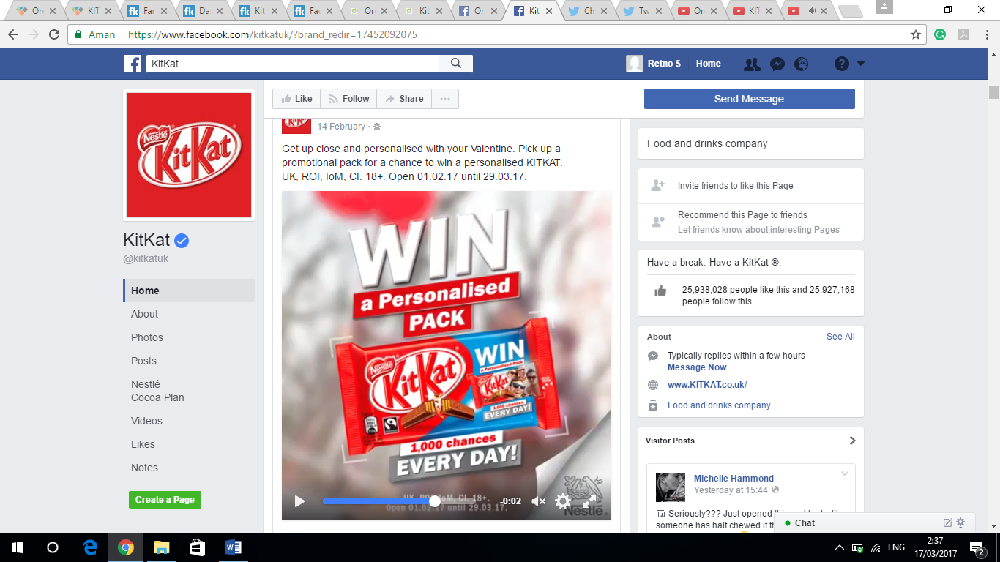 Or
KIT
Far
Da
Kit
Fac
Or
Kit
Or
Kit
Ch
Tw
Or
KIT
Aman
https://www.facebook.com/kitkatuk/?brand_redir=17452092075
KitKat
Retno S
Home
Like
Follow
Share
Send Message
Nestlé
KitKat
KitKat
@kitkatuk
Home
About
Photos
Posts
Nestlé
Cocoa Plan
Videos
Likes
Notes
Create a Page
14 February ·
Get up close and personalised with your Valentine. Pick up a
promotional pack for a chance to win a personalised KITKAT.
UK, ROI, IoM, CI. 18+. Open 01.02.17 until 29.03.17.
WIN
a Personalised
PACK
Nestlé
KitKat
WIN
a Personalised Pack
KitKat
1,000 chances
EVERY DAY!
1,000 chances
EVERY DAY!
UK, ROI, IoM, CI. 18+.
Open 01.02.17 until 29.03.17.
Nestlé
-0:02
Food and drinks company
Invite friends to like this Page
Recommend this Page to friends
Let friends know about interesting Pages
Have a break. Have a KitKat ®.
25,938,028 people like this and 25,927,168
people follow this
About
See All
Typically replies within a few hours
Message Now
www.KITKAT.co.uk/
Food and drinks company
Visitor Posts
Michelle Hammond
Yesterday at 15:44
Seriously??? Just opened this and looks like
someone has half chewed it
Chat
ENG
2:37
17/03/2017
2